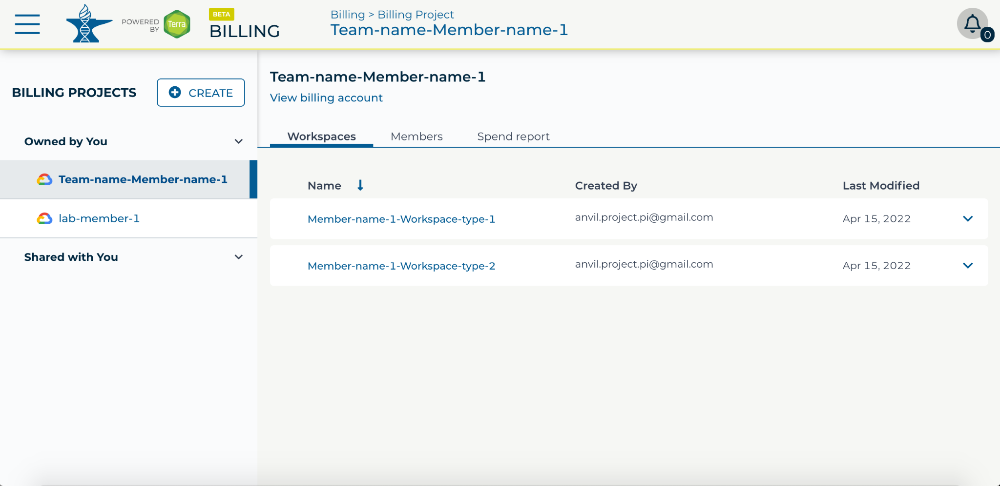 POWERED
BY
Terra
BETA
BILLING
Billing > Billing Project
Team-name-Member-name-1
0
BILLING PROJECTS
CREATE
Owned by You
Team-name-Member-name-1
lab-member-1
Shared with You
Team-name-Member-name-1
View billing account
Workspaces Members Spend report
Name Created By Last Modified
Member-name-1-Workspace-type-1 anvil.project.pi@gmail.com Apr 15, 2022
Member-name-1-Workspace-type-2 anvil.project.pi@gmail.com Apr 15, 2022